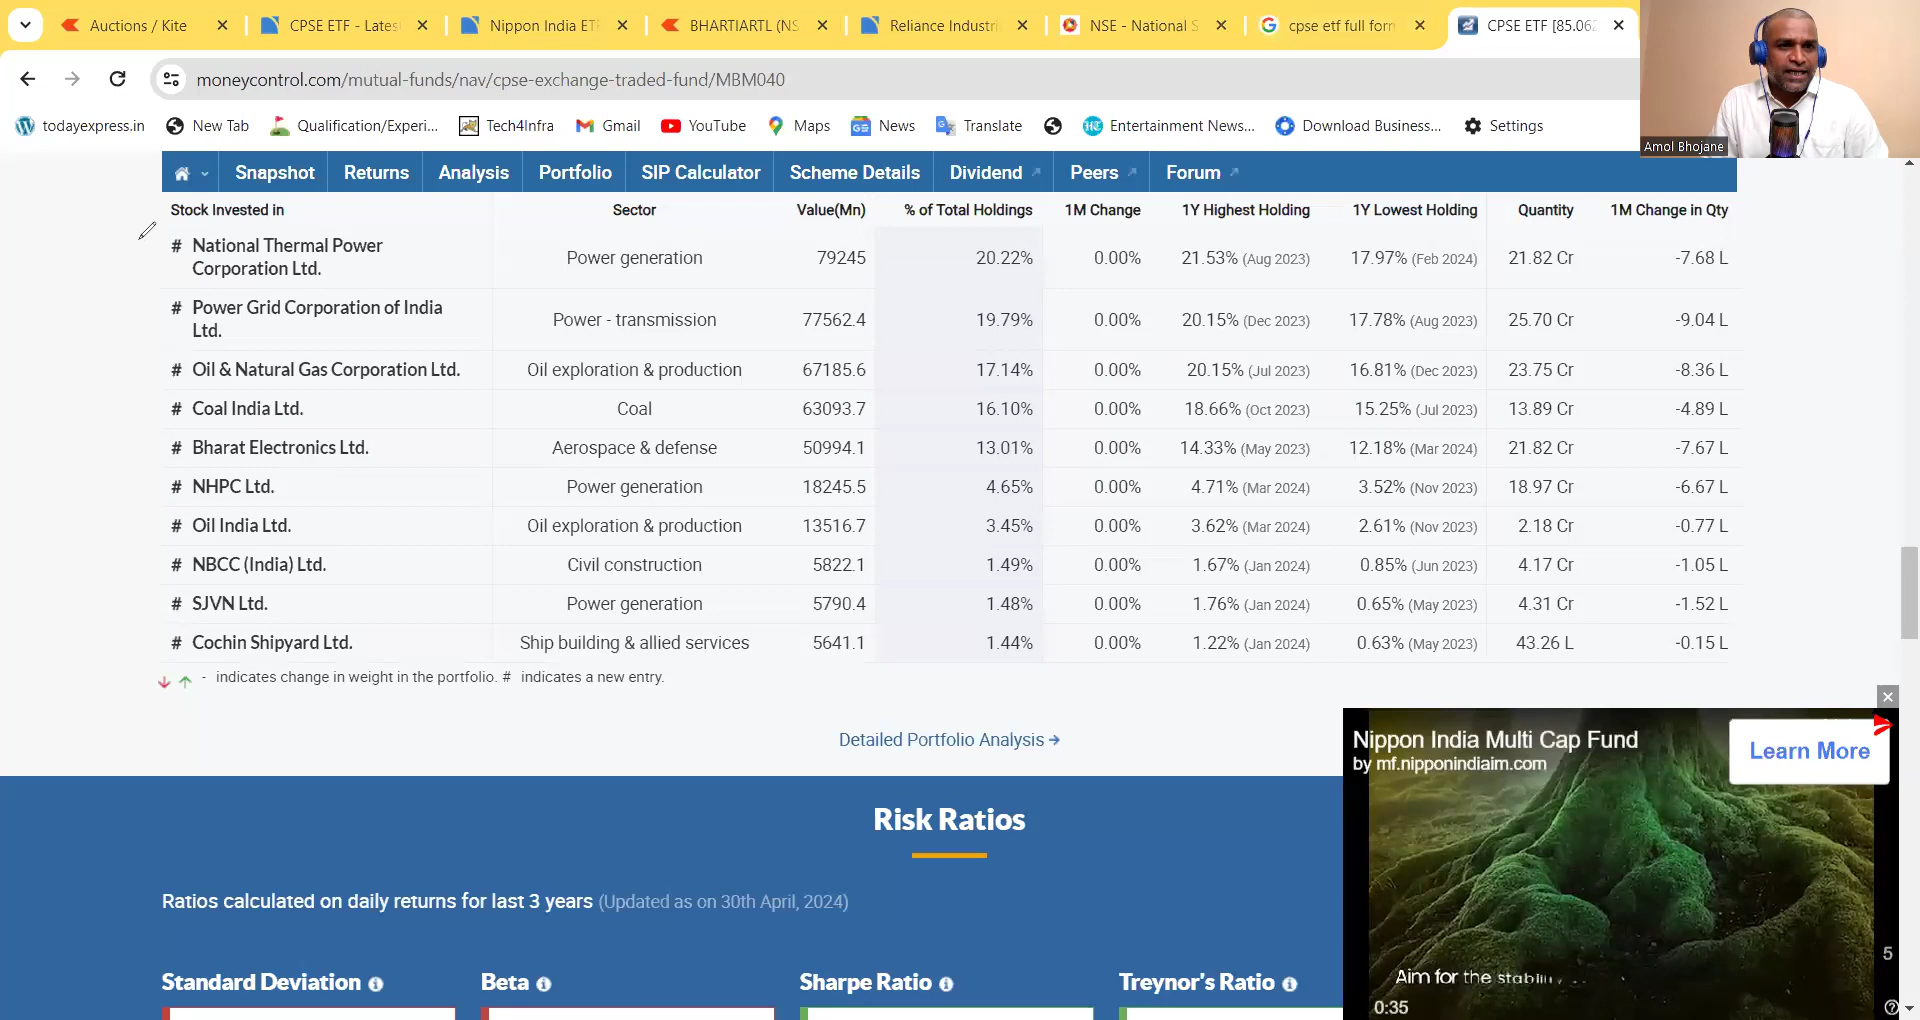 Auctions / Kite
CPSE ETF - Lates
Nippon India ET
BHARTIARTL (NS
Reliance Industri
NSE - National S
cpse etf full form
CPSE ETF [85.062
moneycontrol.com/mutual-funds/nav/cpse-exchange-traded-fund/MBM040
todayexpress.in New Tab Qualification/Experi... Tech4Infra Gmail YouTube Maps News Translate Entertainment News... Download Business... Settings
Amol Bhojane
Snapshot Returns Analysis Portfolio SIP Calculator Scheme Details Dividend Peers Forum
Stock Invested in Sector Value(Mn) % of Total Holdings 1M Change 1Y Highest Holding 1Y Lowest Holding Quantity 1M Change in Qty
# National Thermal Power
Corporation Ltd. Power generation 79245 20.22% 0.00% 21.53% (Aug 2023) 17.97% (Feb 2024) 21.82 Cr -7.68 L
# Power Grid Corporation of India
Ltd. Power - transmission 77562.4 19.79% 0.00% 20.15% (Dec 2023) 17.78% (Aug 2023) 25.70 Cr -9.04 L
# Oil & Natural Gas Corporation Ltd. Oil exploration & production 67185.6 17.14% 0.00% 20.15% (Jul 2023) 16.81% (Dec 2023) 23.75 Cr -8.36 L
# Coal India Ltd. Coal 63093.7 16.10% 0.00% 18.66% (Oct 2023) 15.25% (Jul 2023) 13.89 Cr -4.89 L
# Bharat Electronics Ltd. Aerospace & defense 50994.1 13.01% 0.00% 14.33% (May 2023) 12.18% (Mar 2024) 21.82 Cr -7.67 L
# NHPC Ltd. Power generation 18245.5 4.65% 0.00% 4.71% (Mar 2024) 3.52% (Nov 2023) 18.97 Cr -6.67 L
# Oil India Ltd. Oil exploration & production 13516.7 3.45% 0.00% 3.62% (Mar 2024) 2.61% (Nov 2023) 2.18 Cr -0.77 L
# NBCC (India) Ltd. Civil construction 5822.1 1.49% 0.00% 1.67% (Jan 2024) 0.85% (Jun 2023) 4.17 Cr -1.05 L
# SJVN Ltd. Power generation 5790.4 1.48% 0.00% 1.76% (Jan 2024) 0.65% (May 2023) 4.31 Cr -1.52 L
# Cochin Shipyard Ltd. Ship building & allied services 5641.1 1.44% 0.00% 1.22% (Jan 2024) 0.63% (May 2023) 43.26 L -0.15 L
- indicates change in weight in the portfolio. # indicates a new entry.
Detailed Portfolio Analysis
Nippon India Multi Cap Fund
by mf.nipponindiaim.com
Learn More
Risk Ratios
Ratios calculated on daily returns for last 3 years (Updated as on 30th April, 2024)
Standard Deviation Beta Sharpe Ratio Treynor's Ratio
5
Aim for the stabili
0:35